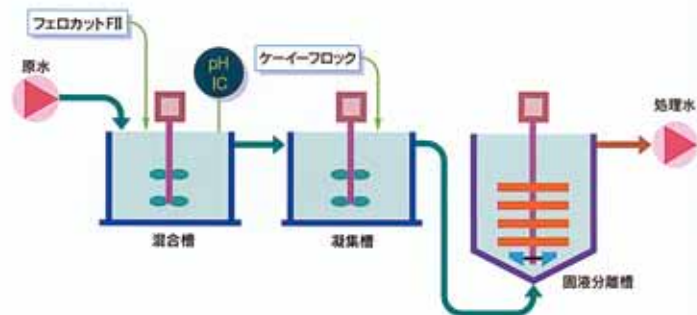 フェロカットFⅡ
原水
pH
IC
ケーイーフロック
処理水
混合槽
凝集槽
固液分離槽